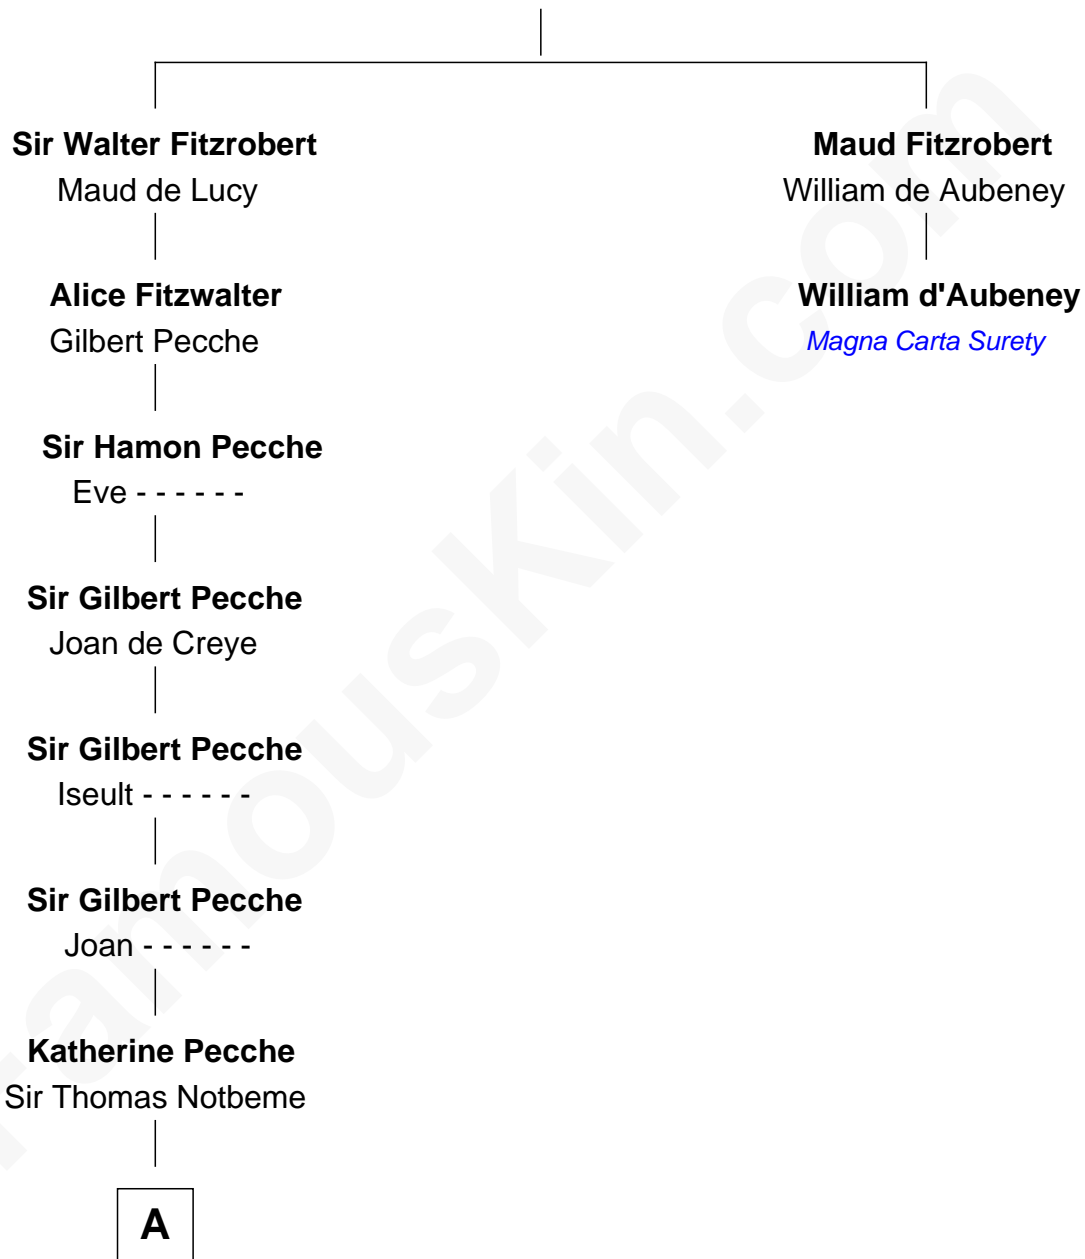 Sir Walter Fitzrobert
Maud de Lucy
Alice Fitzwalter
Gilbert Pecche
Sir Hamon Pecche
Eve - - - - - -
Sir Gilbert Pecche
Joan de Creye
Sir Gilbert Pecche
Iseult - - - - - -
Sir Gilbert Pecche
Joan - - - - - -
Katherine Pecche
Sir Thomas Notbeme
A
Maud Fitzrobert
William de Aubeney
William d'Aubeney
Magna Carta Surety
FamousKin.com